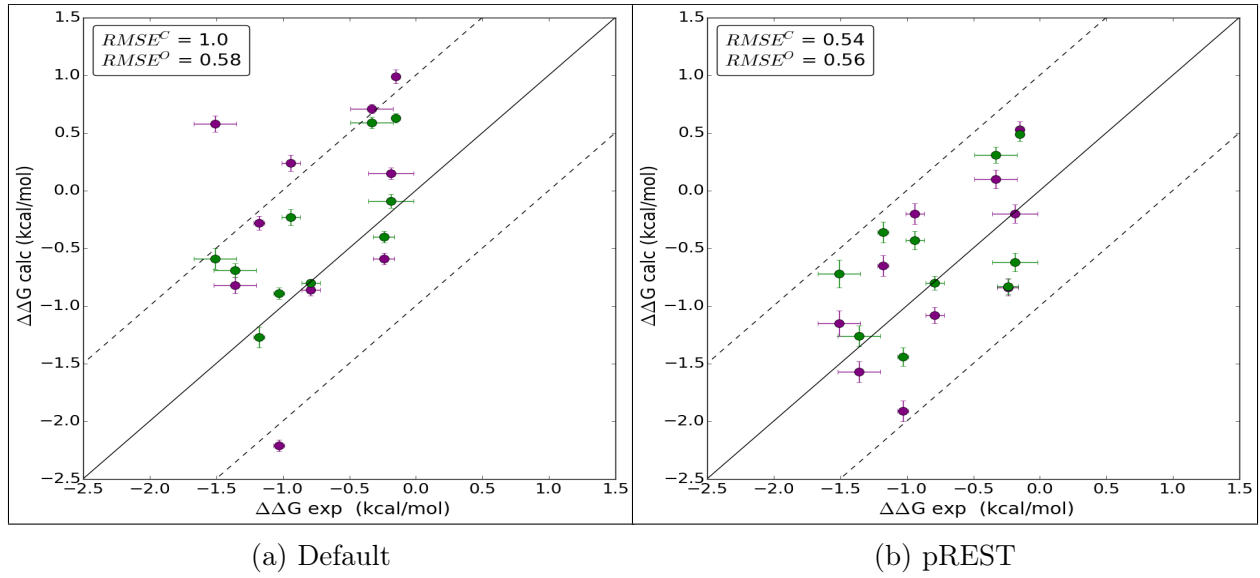 RMSE^C = 1.0
RMSE^O = 0.58
1.5
1.0
0.5
0.0
−0.5
−1.0
−1.5
−2.0
−2.5
ΔΔG calc (kcal/mol)
−2.5 −2.0 −1.5 −1.0 −0.5 0.0 0.5 1.0 1.5
ΔΔG exp (kcal/mol)
(a) Default
RMSE^C = 0.54
RMSE^O = 0.56
1.5
1.0
0.5
0.0
−0.5
−1.0
−1.5
−2.0
−2.5
ΔΔG calc (kcal/mol)
−2.5 −2.0 −1.5 −1.0 −0.5 0.0 0.5 1.0 1.5
ΔΔG exp (kcal/mol)
(b) pREST